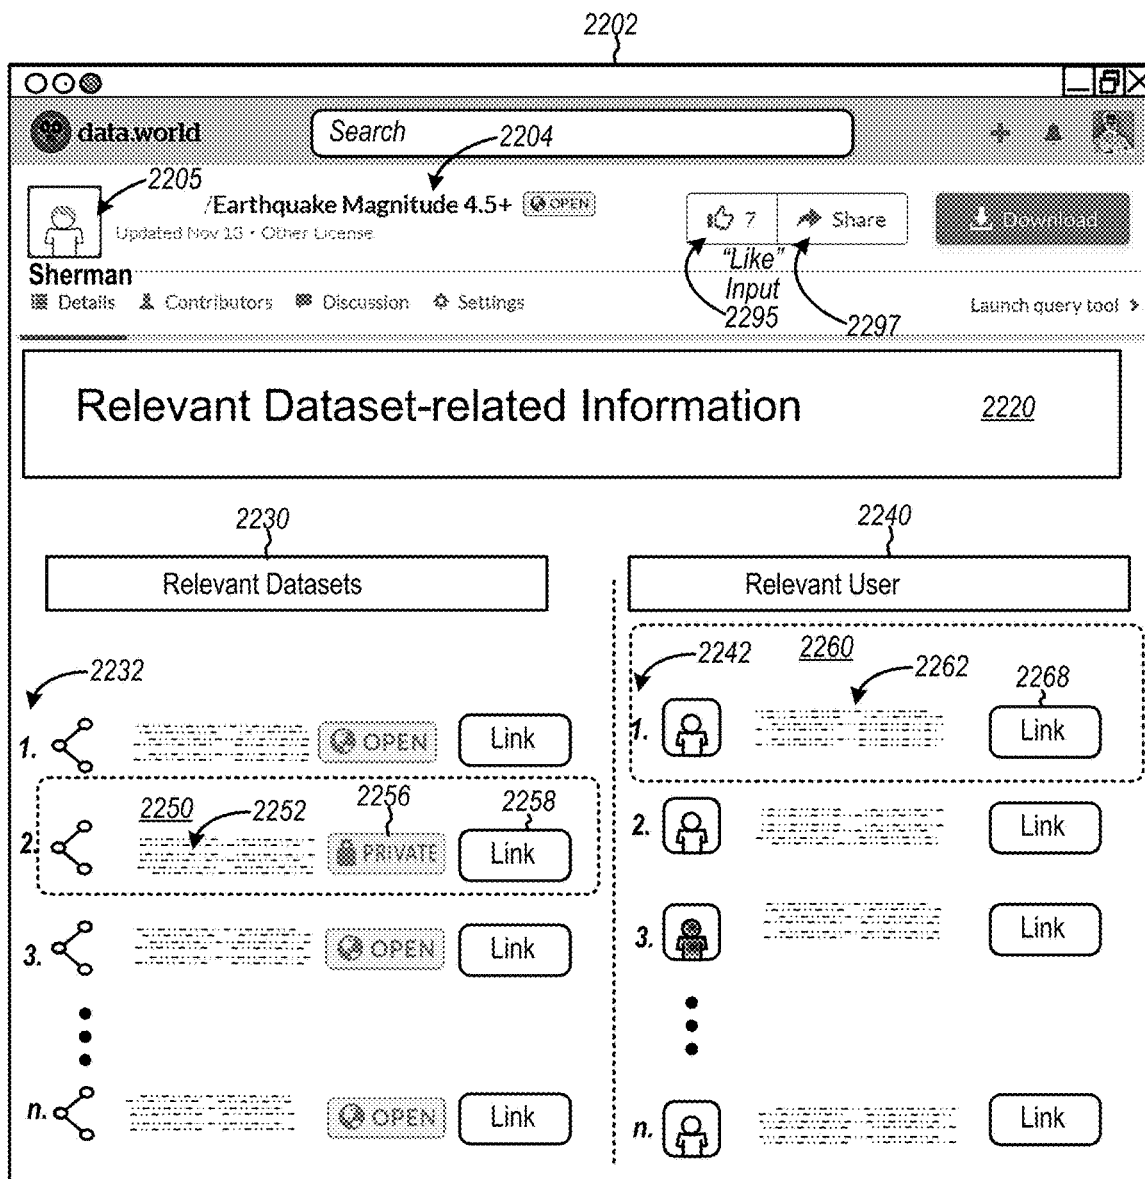 2202
data.world
Search
2204
2205
/Earthquake Magnitude 4.5+ OPEN
Updated Nov 13 • Other License
7 Share
Download
Sherman
"Like"
Input
2295
2297
Details Contributors Discussion Settings
Launch query tool >
Relevant Dataset-related Information 2220
2230
2240
Relevant Datasets
Relevant User
2232
1. OPEN Link
2250 2252 2256 2258
2. PRIVATE Link
3. OPEN Link
n. OPEN Link
2242 2260 2262 2268
1. Link
2. Link
3. Link
n. Link